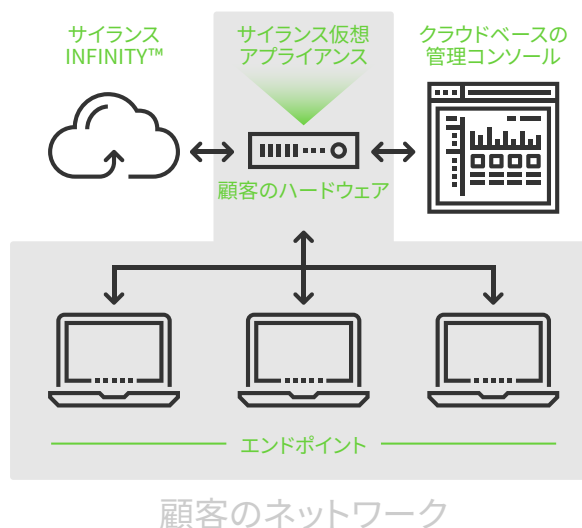 サイランス
INFINITY™
サイランス仮想
アプライアンス
クラウドベースの
管理コンソール
顧客のハードウェア
エンドポイント
顧客のネットワーク